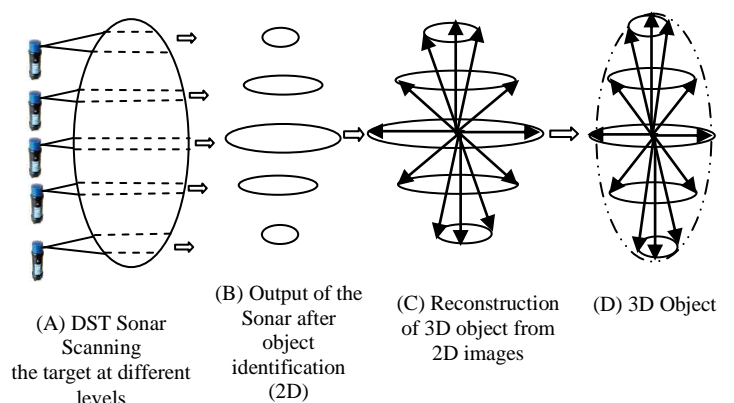 (A) DST Sonar
Scanning
the target at different
levels
(B) Output of the
Sonar after
object
identification
(2D)
(C) Reconstruction
of 3D object from
2D images
(D) 3D Object